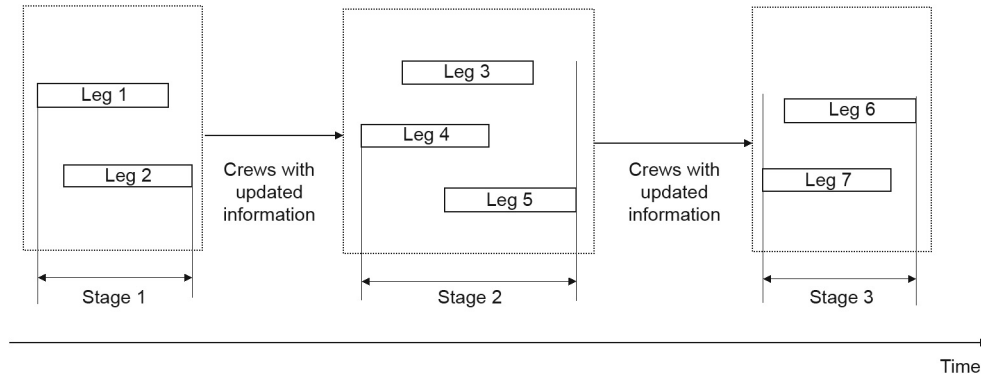 Leg 1
Leg 2
Crews with
updated
information
Leg 3
Leg 4
Leg 5
Crews with
updated
information
Leg 6
Leg 7
Stage 1
Stage 2
Stage 3
Time